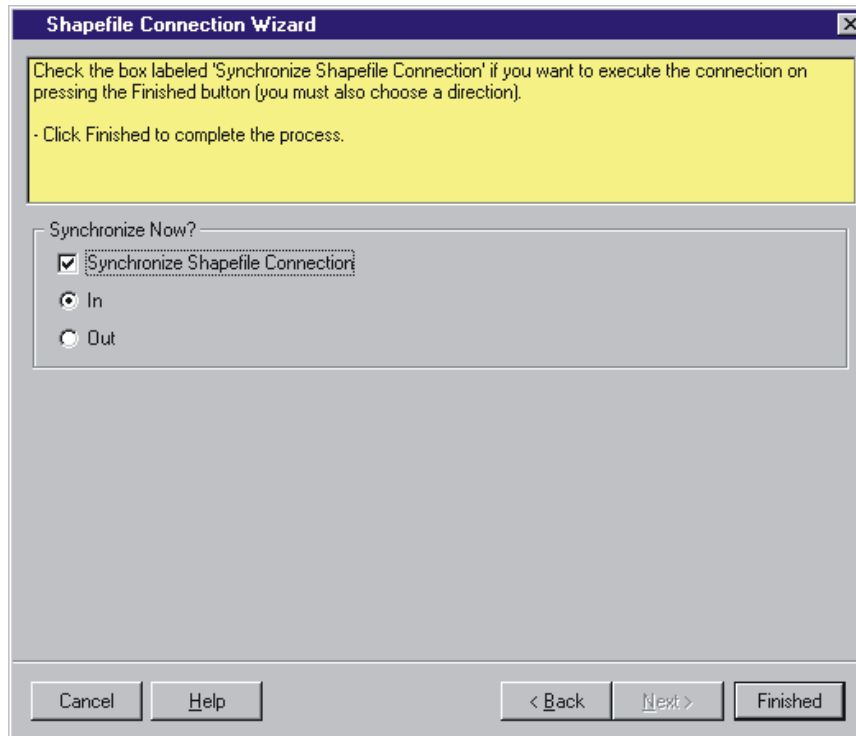 Shapefile Connection Wizard
Check the box labeled 'Synchronize Shapefile Connection' if you want to execute the connection on
pressing the Finished button (you must also choose a direction).
- Click Finished to complete the process.
Synchronize Now?
Synchronize Shapefile Connection
In
Out
Cancel
Help
< Back
Next >
Finished